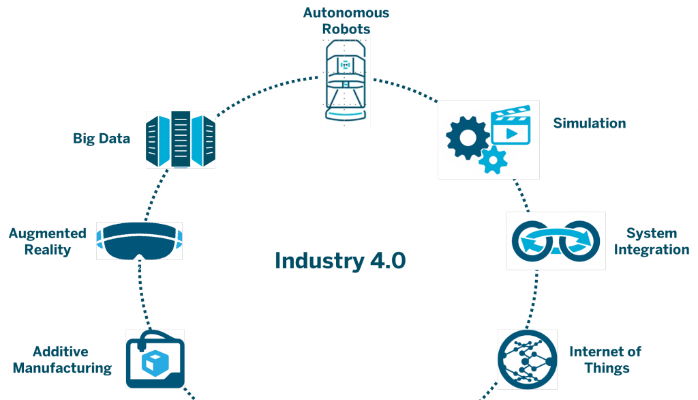 Autonomous
Robots
Big Data
Simulation
Augmented
Reality
System
Integration
Industry 4.0
Additive
Manufacturing
Internet of
Things